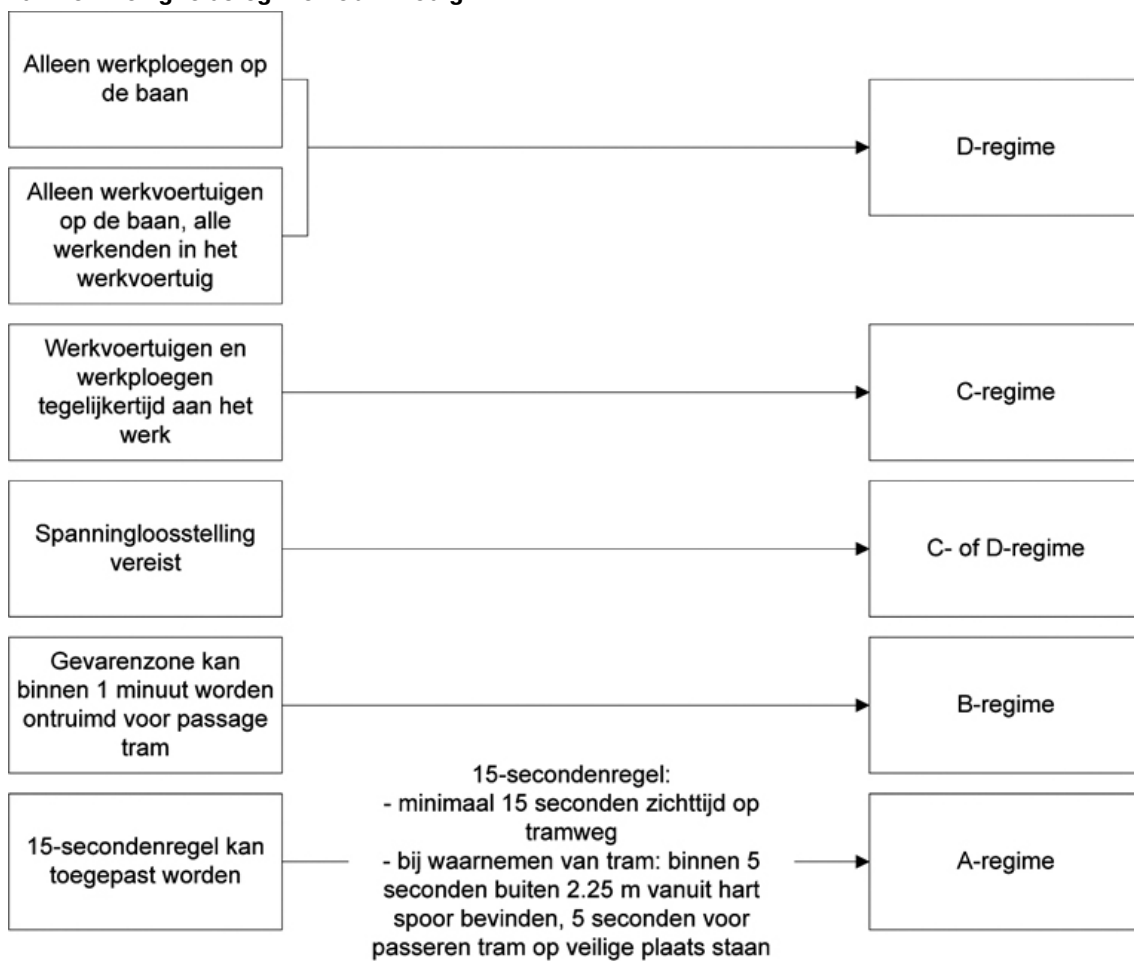 Alleen werkploegen op
de baan
D-regime
Alleen werkvoertuigen
op de baan, alle
werkenden in het
werkvoertuig
Werkvoertuigen en
werkploegen
tegelijkertijd aan het
werk
C-regime
Spanningloosstelling
vereist
C- of D-regime
Gevarenzone kan
binnen 1 minuut worden
ontruimd voor passage
tram
B-regime
15-secondenregel kan
toegepast worden
15-secondenregel:
- minimaal 15 seconden zichttijd op
tramweg
- bij waarnemen van tram: binnen 5
seconden buiten 2.25 m vanuit hart
spoor bevinden, 5 seconden voor
passeren tram op veilige plaats staan
A-regime